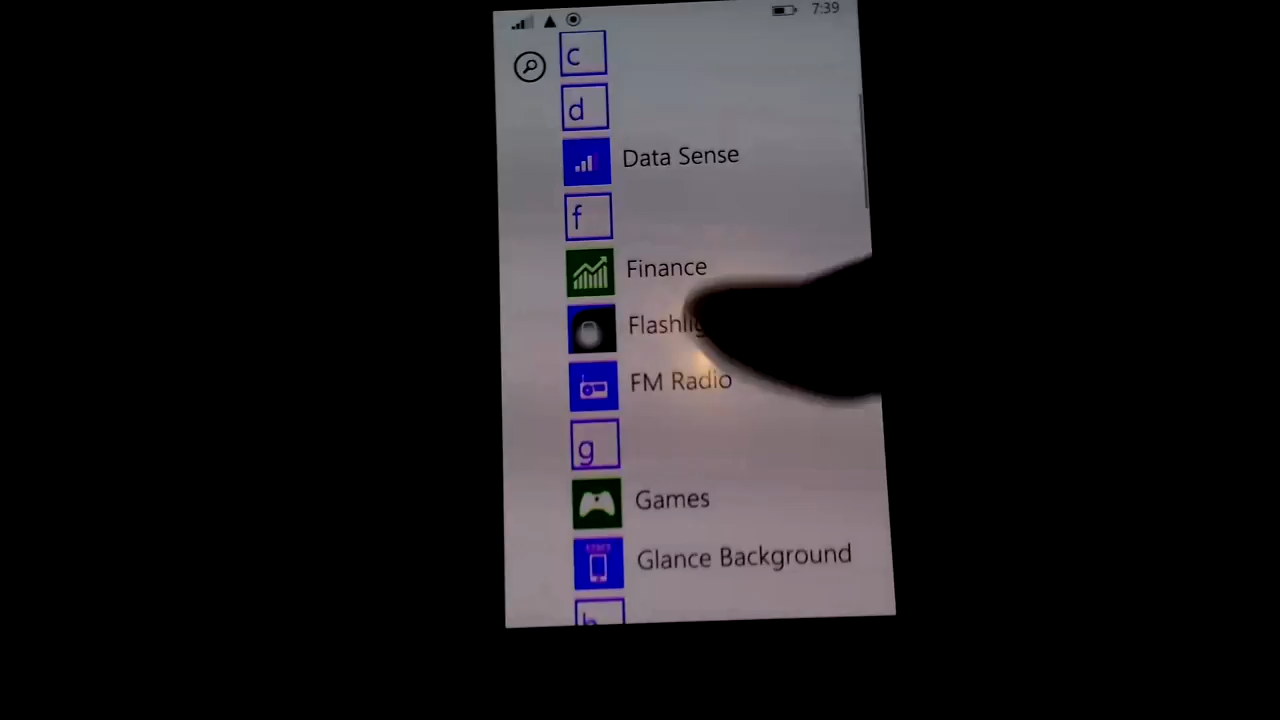 7:39
c
d
Data Sense
f
Finance
FM Radio
g
Games
Glance Background
h